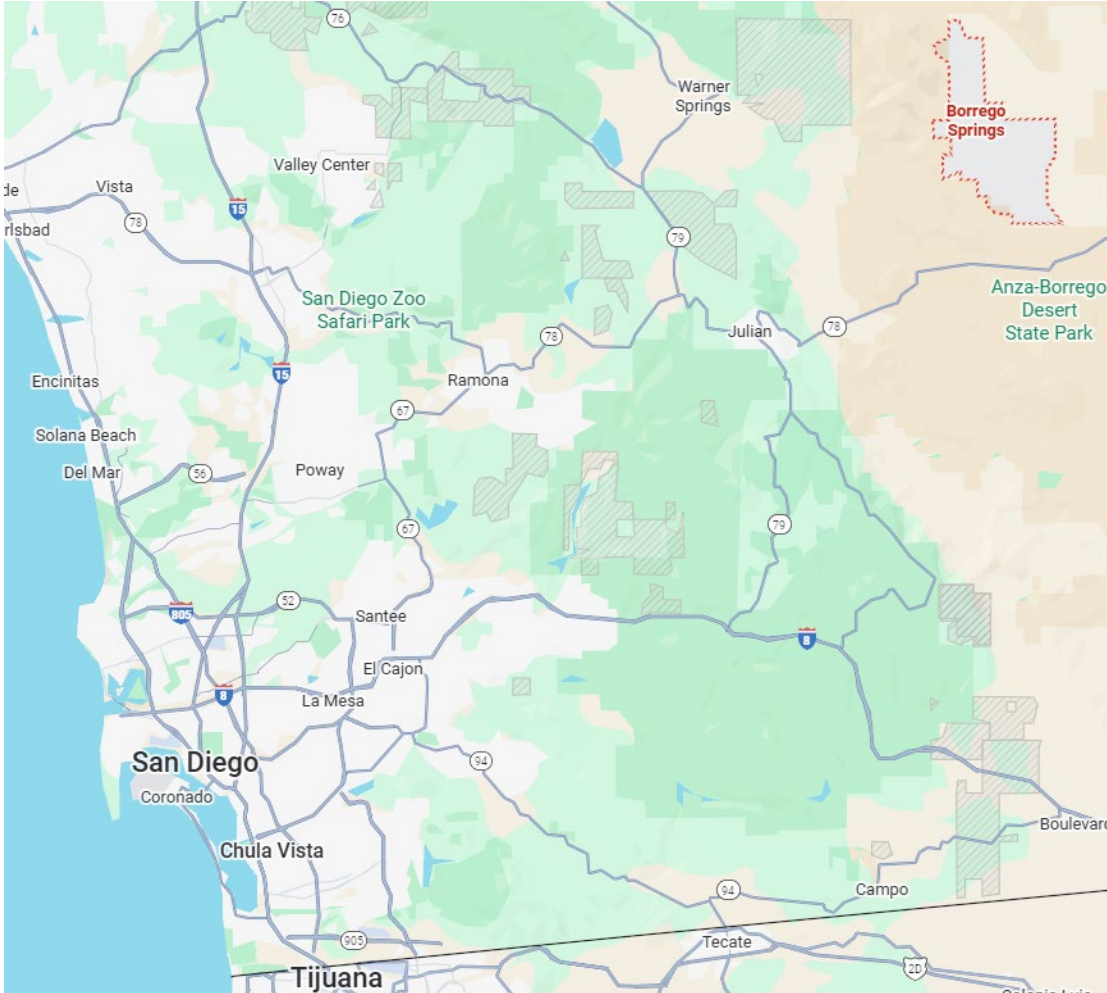 76
Warner
Springs
Borrego
Springs
Valley Center
de
Vista
15
78
rlsbad
79
San Diego Zoo
Safari Park
Anza-Borrego
Desert
State Park
78
Julian
78
15
Encinitas
Ramona
67
Solana Beach
Del Mar
56
Poway
67
79
52
805
Santee
8
El Cajon
8
La Mesa
San Diego
94
Coronado
Boulevard
Chula Vista
94
Campo
905
Tecate
2D
Tijuana